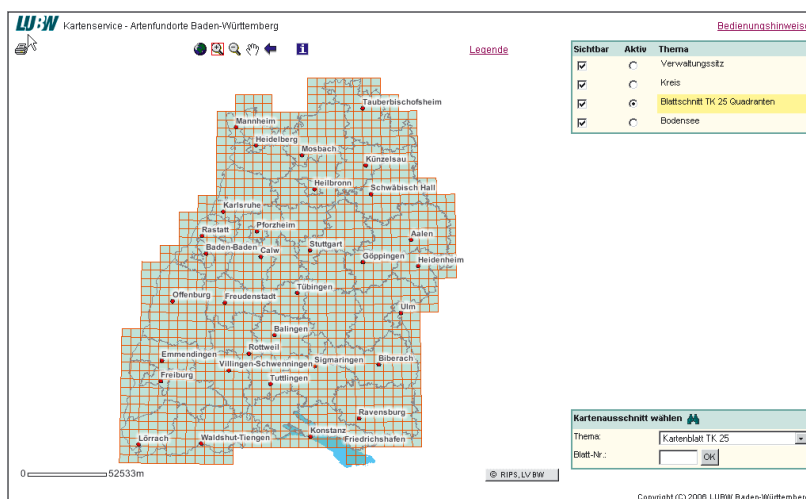 LUBW Kartenservice - Artenfundorte Baden-Württemberg
Bedienungshinweise
Legende
Sichtbar Aktiv Thema
Verwaltungssitz
Kreis
Blattschnitt TK 25 Quadranten
Bodensee
Tauberbischofsheim
Mannheim
Heidelberg
Mosbach
Künzelsau
Heilbronn
Schwäbisch Hall
Karlsruhe
Pforzheim
Rastatt
Aalen
Baden-Baden
Calw
Stuttgart
Göppingen
Heidenheim
Tübingen
Offenburg
Freudenstadt
Ulm
Balingen
Rottweil
Emmendingen
Villingen-Schwenningen
Sigmaringen
Biberach
Freiburg
Tuttlingen
Ravensburg
Konstanz
Lörrach
Waldshut-Tiengen
Friedrichshafen
0 52533m
© RIPS, LVBW
Kartenausschnitt wählen
Thema: Kartenblatt TK 25
Blatt-Nr.: OK
Copyright (C) 2006 LUBW Baden-Württemberg